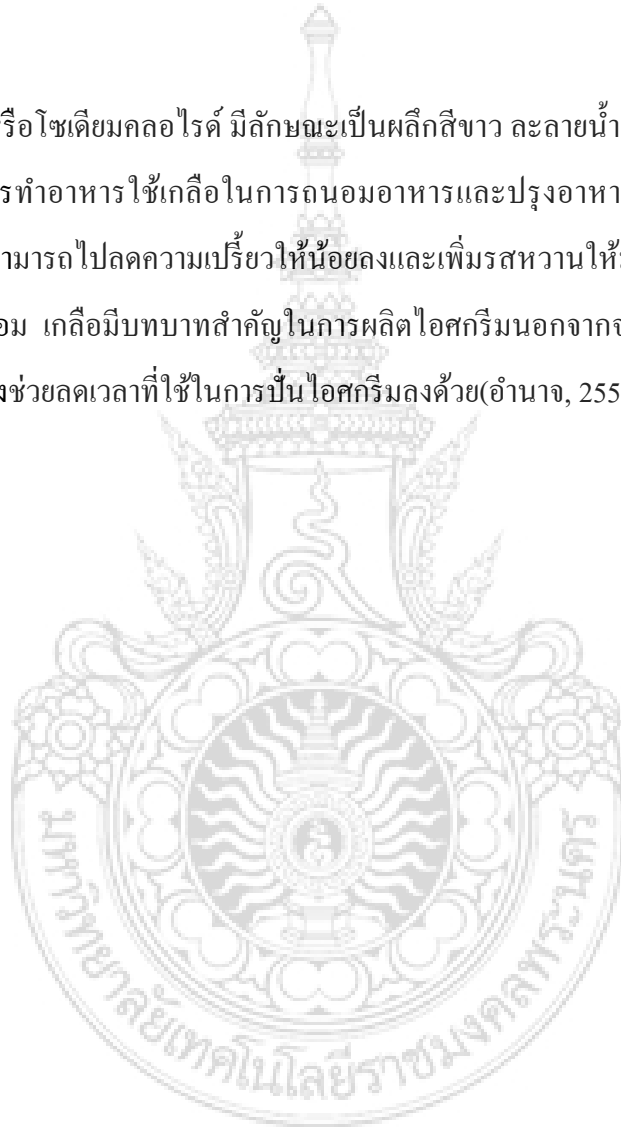 รือโซเดียมคลอไรด์ มีลักษณะเป็นผลึกสีขาว ละลายน้ำ
รทำอาหารใช้เกลือในการถนอมอาหารและปรุงอาหา
ามารถไปลดความเปรี้ยวให้น้อยลงและเพิ่มรสหวานให้
อม เกลือมีบทบาทสำคัญในการผลิตไอศกรีมนอกจากจ
งช่วยลดเวลาที่ใช้ในการปั่นไอศกรีมลงด้วย(อำนาจ, 255
มหาวิทยาลัยเทคโนโลยีราชมงคลพระนคร